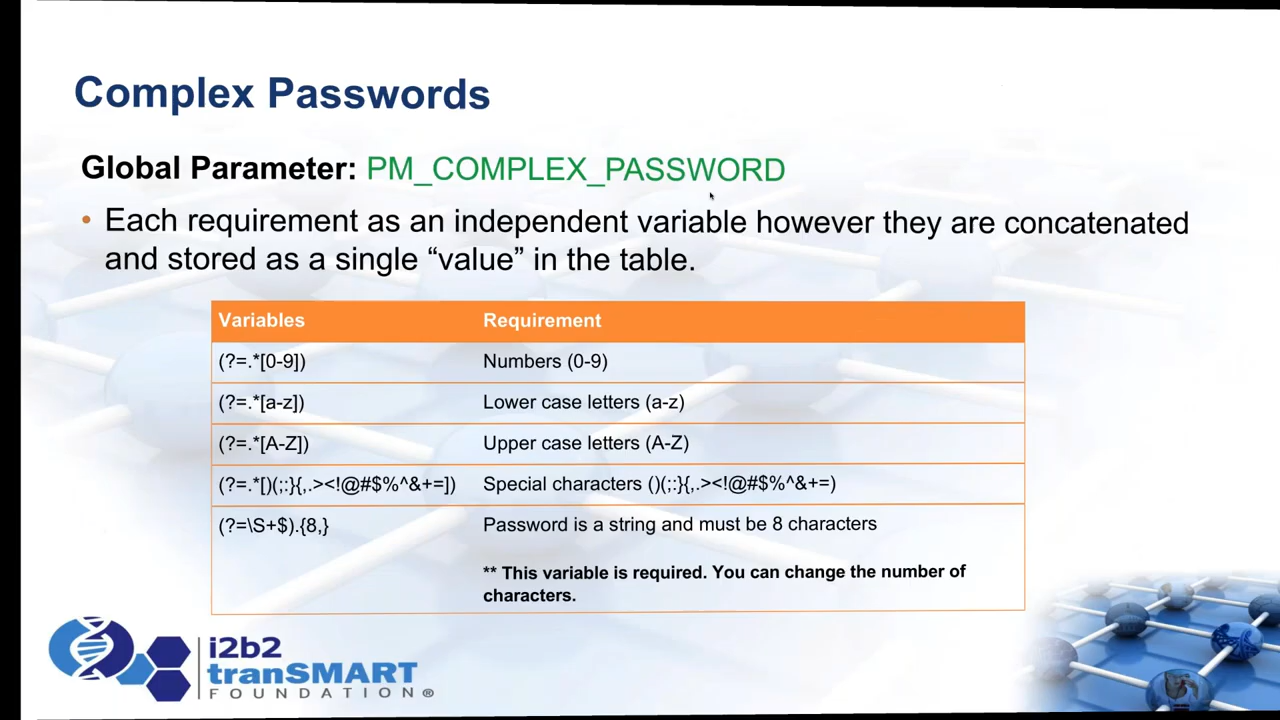 Complex Passwords
Global Parameter: PM_COMPLEX_PASSWORD
• Each requirement as an independent variable however they are concatenated
and stored as a single “value” in the table.
Variables Requirement
(?=.*[0-9]) Numbers (0-9)
(?=.*[a-z]) Lower case letters (a-z)
(?=.*[A-Z]) Upper case letters (A-Z)
(?=.*[)(;:}{,.><!@#$%^&+=]) Special characters ()(;:}{,.><!@#$%^&+=)
(?=\S+$).{8,} Password is a string and must be 8 characters
** This variable is required. You can change the number of
characters.
i2b2
tranSMART
FOUNDATION®